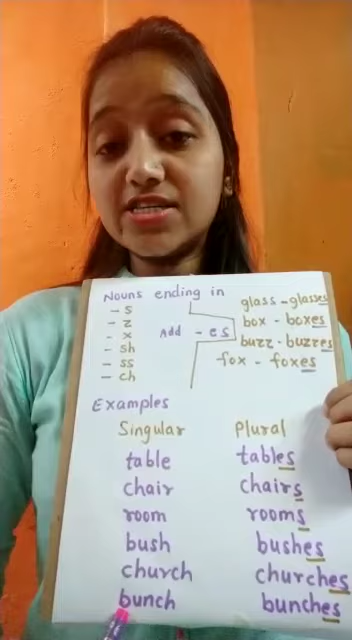 Nouns ending in
- s
- z
- x
- sh
- ss
- ch
Add - es
glass - glasses
box - boxes
buzz - buzzes
fox - foxes
Examples
Singular Plural
table tables
chair chairs
room rooms
bush bushes
church churches
bunch bunches